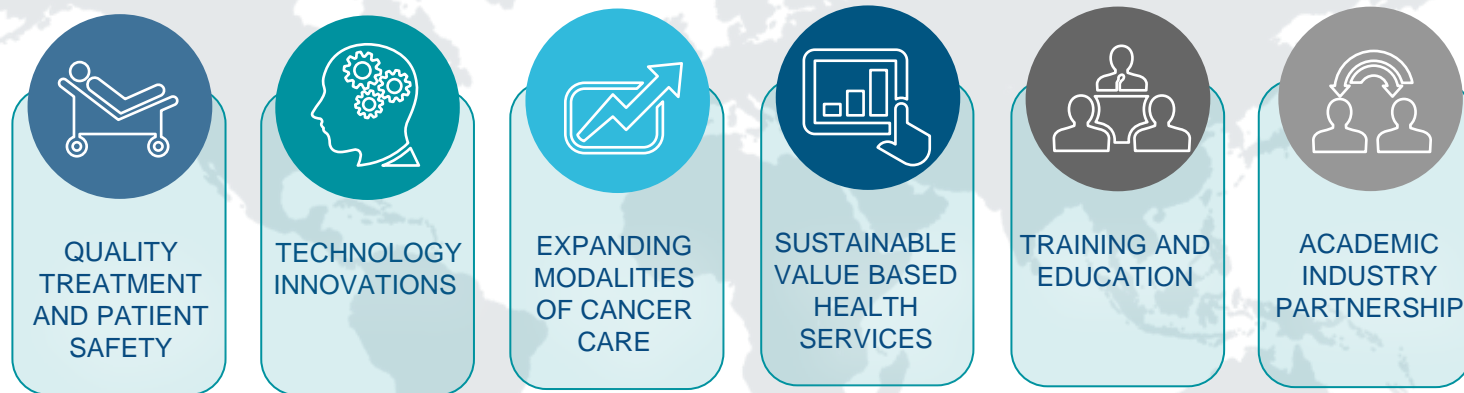 QUALITY
TREATMENT
AND PATIENT
SAFETY
TECHNOLOGY
INNOVATIONS
EXPANDING
MODALITIES
OF CANCER
CARE
SUSTAINABLE
VALUE BASED
HEALTH
SERVICES
TRAINING AND
EDUCATION
ACADEMIC
INDUSTRY
PARTNERSHIP